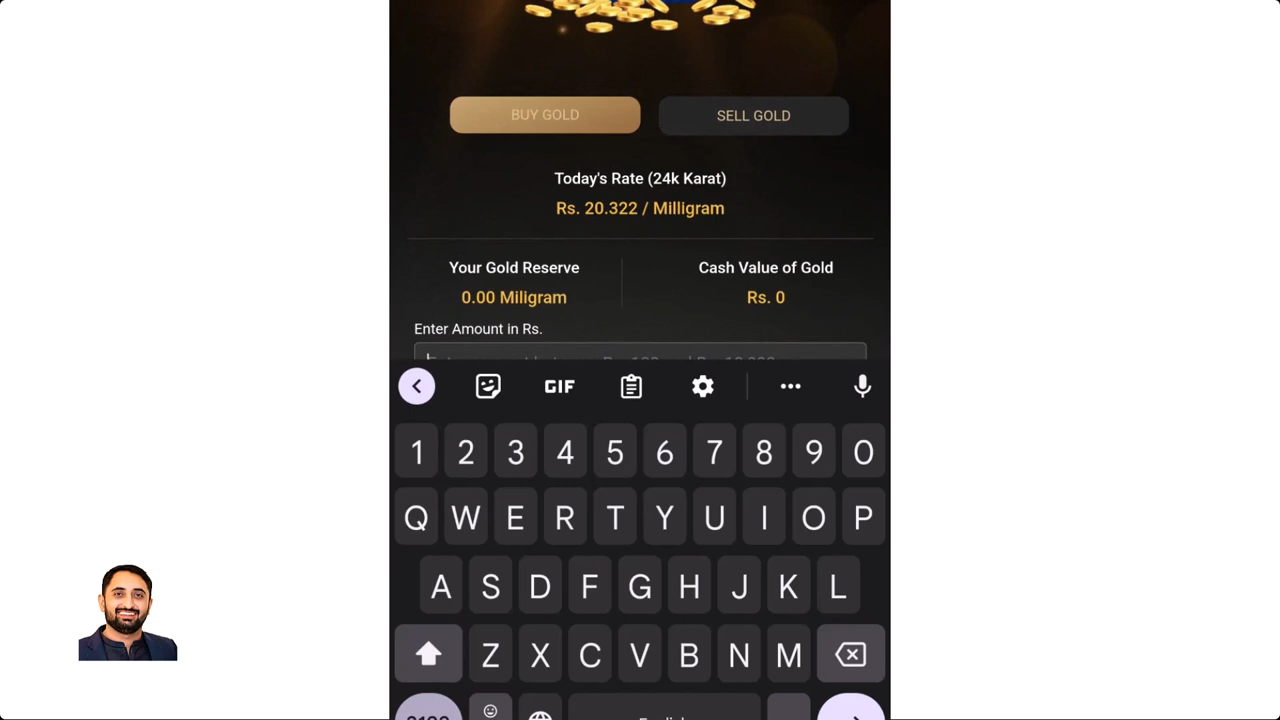 BUY GOLD
SELL GOLD
Today's Rate (24k Karat)
Rs. 20.322 / Milligram
Your Gold Reserve
Cash Value of Gold
0.00 Miligram
Rs. 0
Enter Amount in Rs.
GIF
1 2 3 4 5 6 7 8 9 0
Q W E R T Y U I O P
A S D F G H J K L
Z X C V B N M